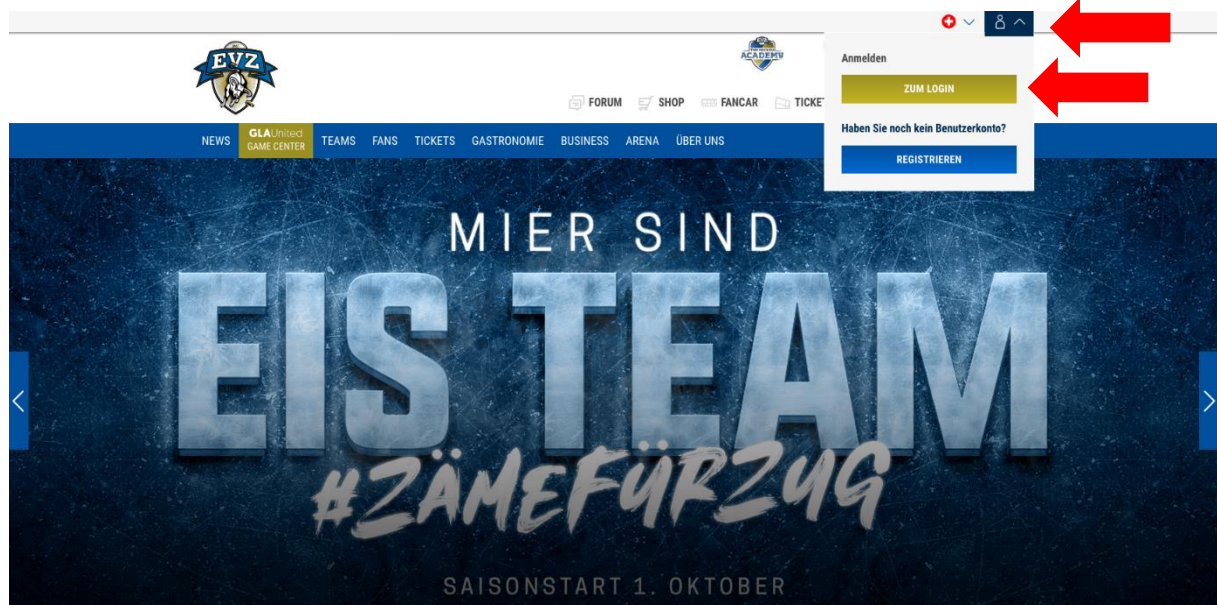 EVZ
ACADEMY
Anmelden
ZUM LOGIN
FORUM SHOP FANCAR TICKE
Haben Sie noch kein Benutzerkonto?
REGISTRIEREN
NEWS GLAUnited GAME CENTER TEAMS FANS TICKETS GASTRONOMIE BUSINESS ARENA ÜBER UNS
MIER SIND
EIS TEAM
#ZÄMEFÜRZUG
SAISONSTART 1. OKTOBER